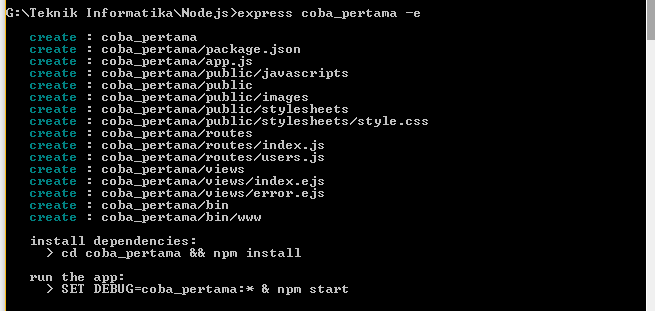 G:\Teknik Informatika\Nodejs>express coba_pertama -e
create : coba_pertama
create : coba_pertama/package.json
create : coba_pertama/app.js
create : coba_pertama/public/javascripts
create : coba_pertama/public
create : coba_pertama/public/images
create : coba_pertama/public/stylesheets
create : coba_pertama/public/stylesheets/style.css
create : coba_pertama/routes
create : coba_pertama/routes/index.js
create : coba_pertama/routes/users.js
create : coba_pertama/views
create : coba_pertama/views/index.ejs
create : coba_pertama/views/error.ejs
create : coba_pertama/bin
create : coba_pertama/bin/www
install dependencies:
> cd coba_pertama && npm install
run the app:
> SET DEBUG=coba_pertama:* & npm start